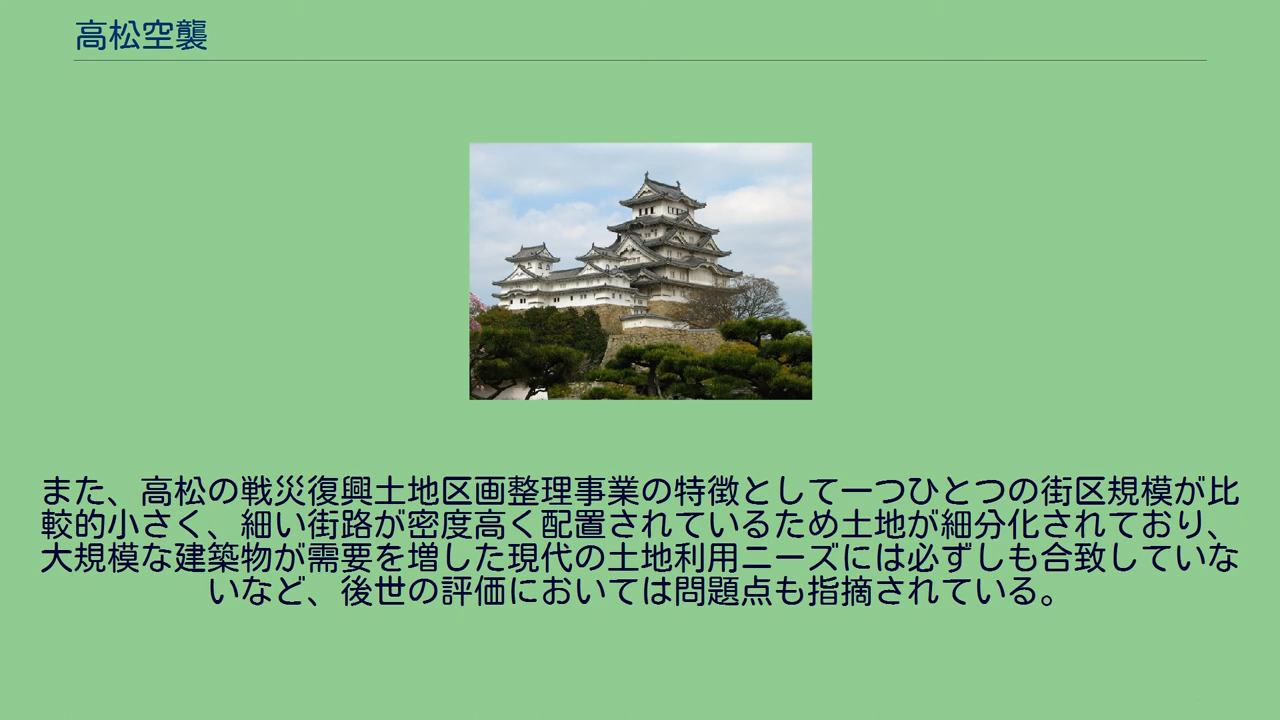 高松空襲
また、高松の戦災復興土地区画整理事業の特徴として一つひとつの街区規模が比
較的小さく、細い街路が密度高く配置されているため土地が細分化されており、
大規模な建築物が需要を増した現代の土地利用ニーズには必ずしも合致していな
いなど、後世の評価においては問題点も指摘されている。